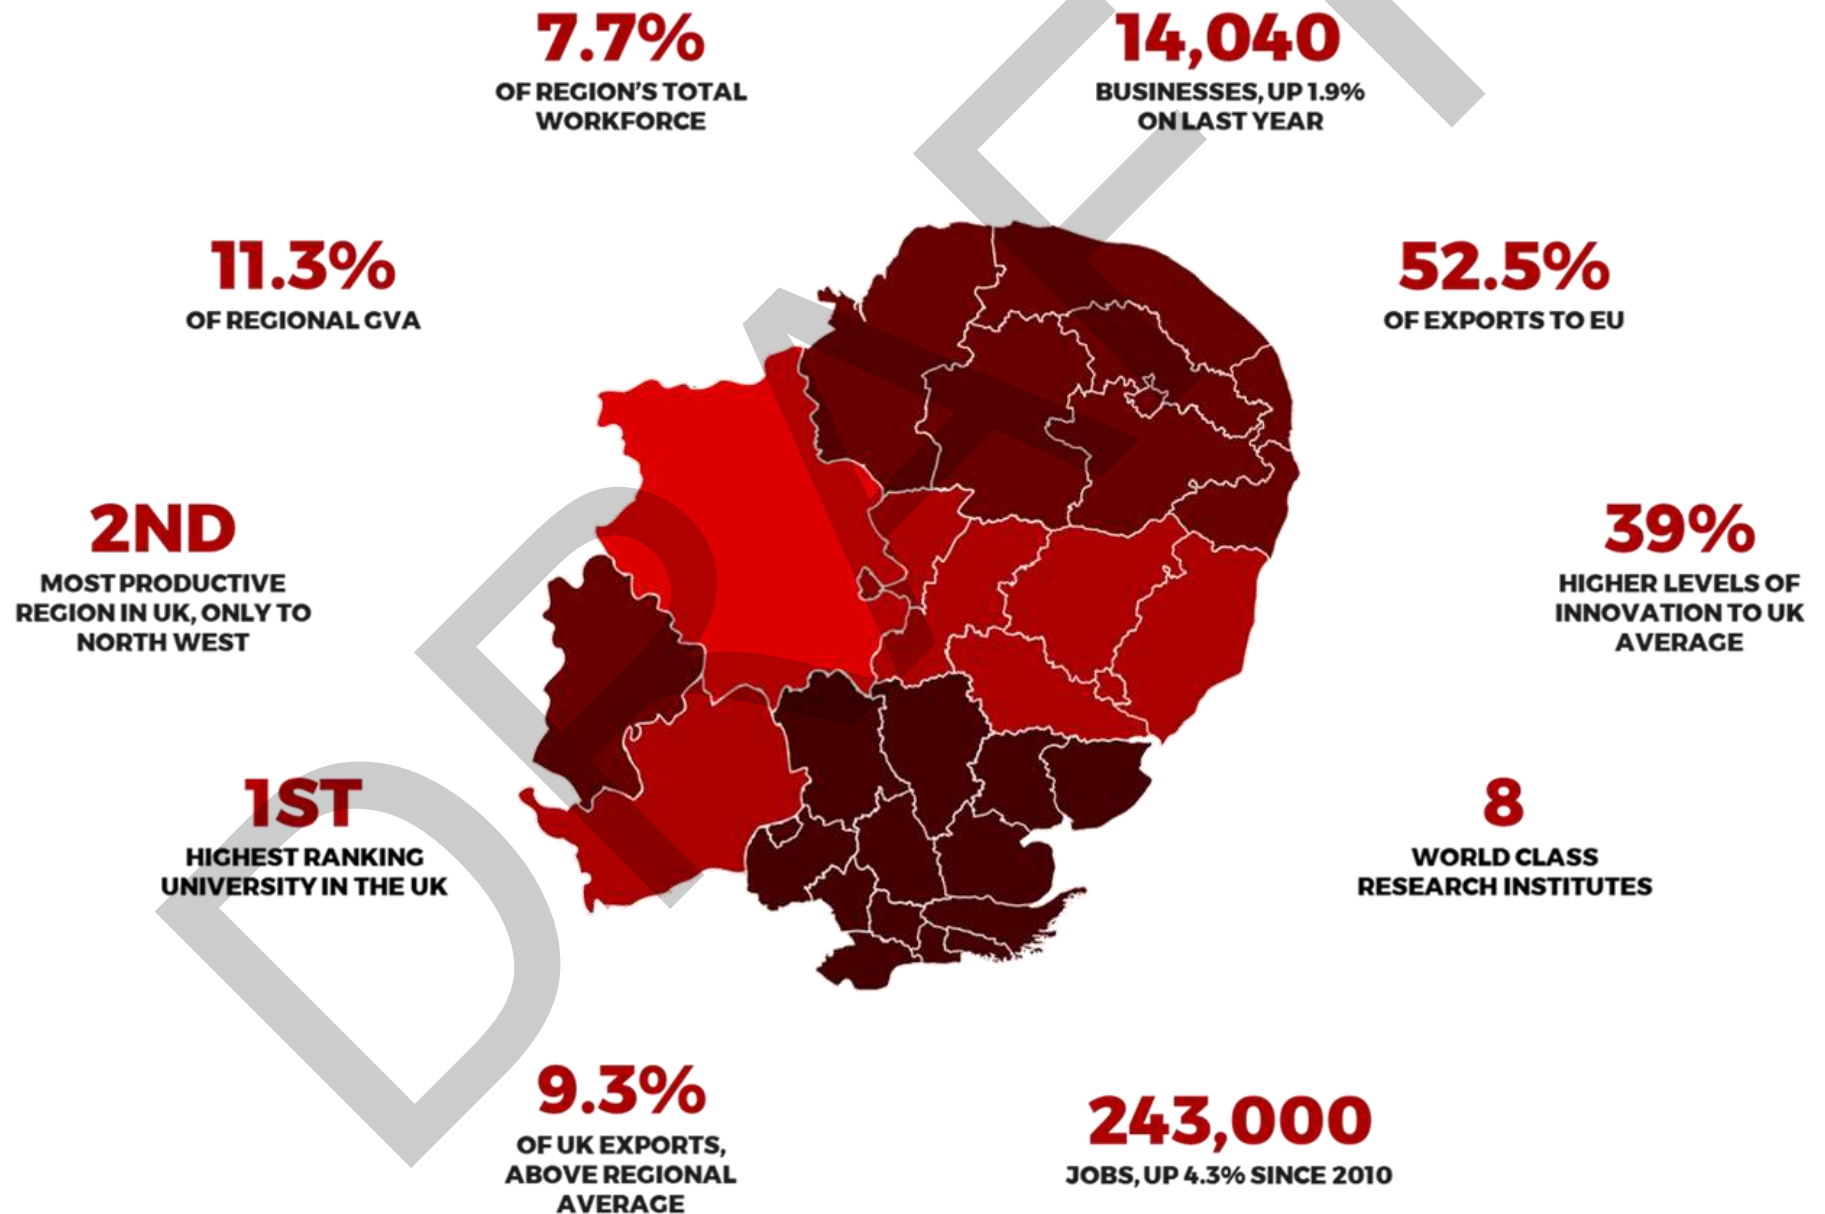 7.7%
OF REGION'S TOTAL
WORKFORCE
14,040
BUSINESSES, UP 1.9%
ON LAST YEAR
11.3%
OF REGIONAL GVA
52.5%
OF EXPORTS TO EU
2ND
MOST PRODUCTIVE
REGION IN UK, ONLY TO
NORTH WEST
39%
HIGHER LEVELS OF
INNOVATION TO UK
AVERAGE
1ST
HIGHEST RANKING
UNIVERSITY IN THE UK
8
WORLD CLASS
RESEARCH INSTITUTES
9.3%
OF UK EXPORTS,
ABOVE REGIONAL
AVERAGE
243,000
JOBS, UP 4.3% SINCE 2010
DRAFT